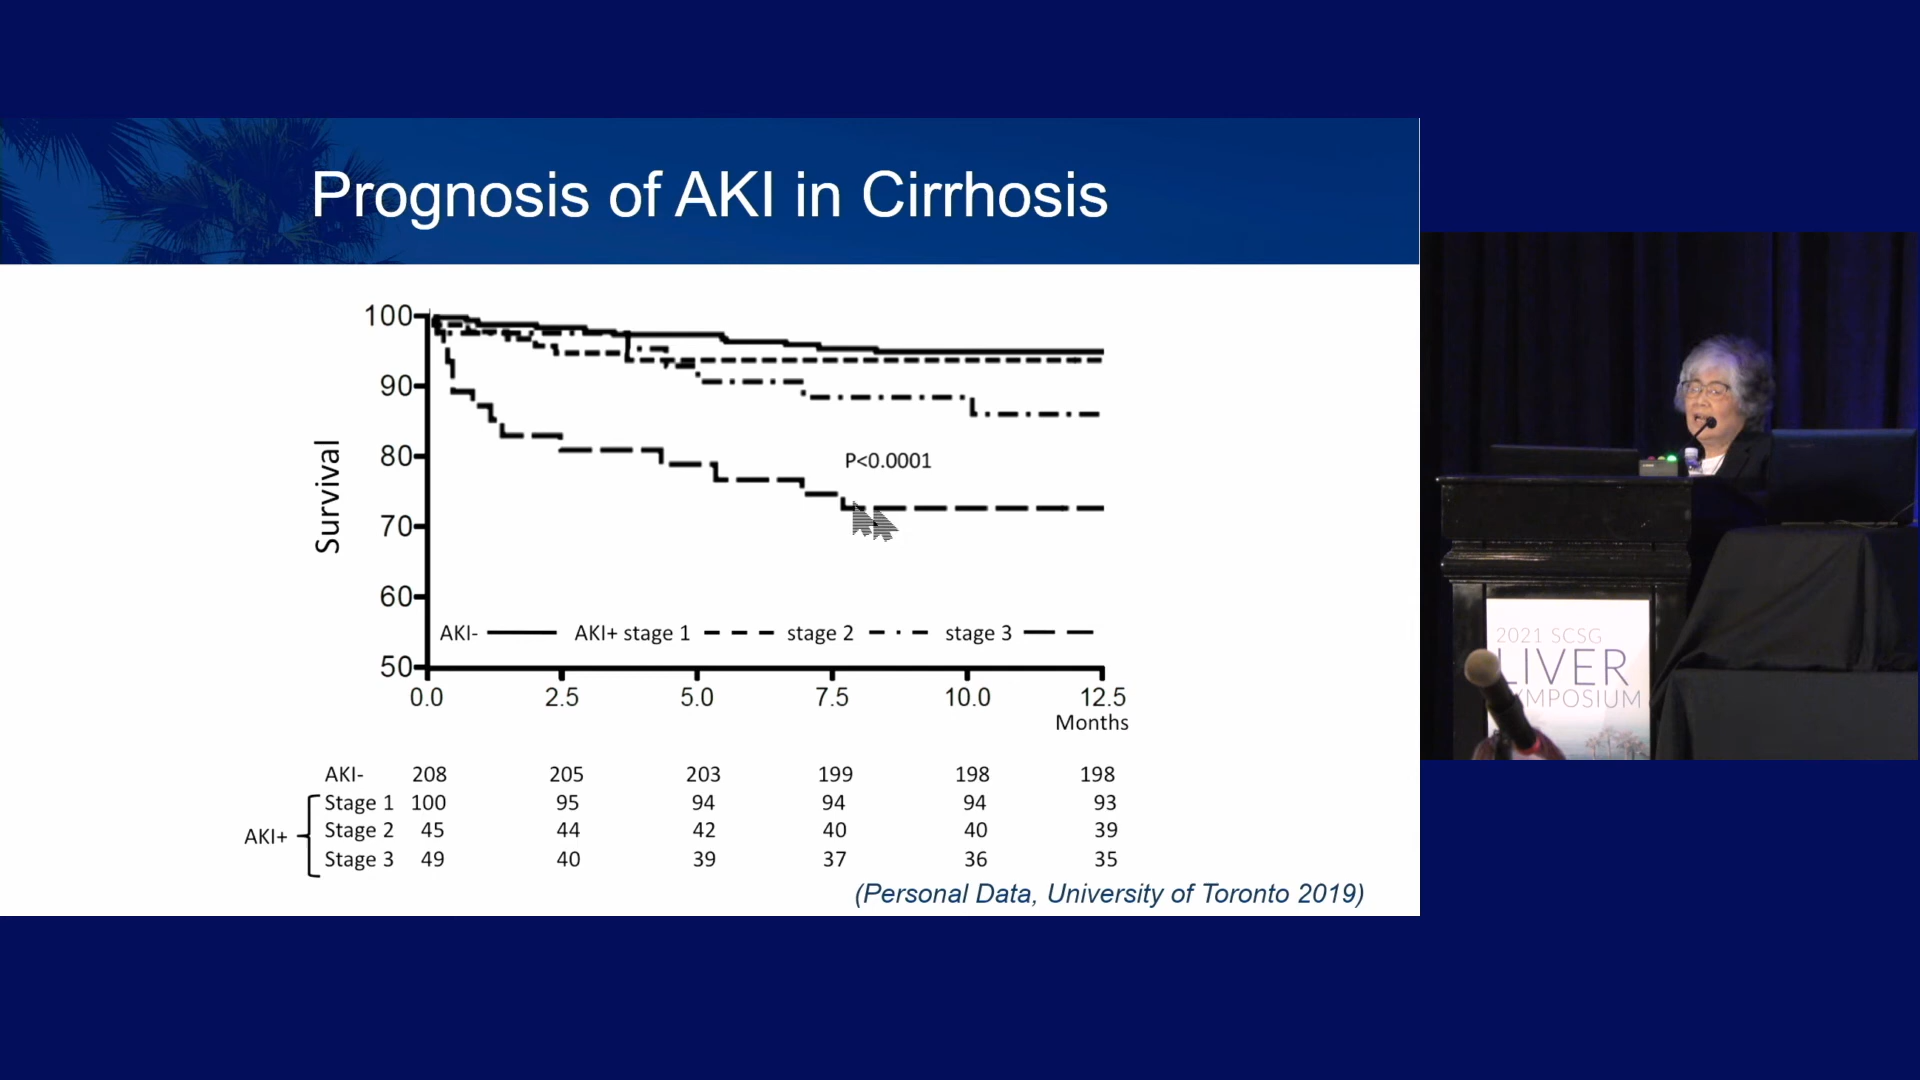 Prognosis of AKI in Cirrhosis
100
90
80
70
60
50
Survival
P<0.0001
AKI- AKI+ stage 1 stage 2 stage 3
0.0 2.5 5.0 7.5 10.0 12.5
Months
AKI- 208 205 203 199 198 198
AKI+
Stage 1 100 95 94 94 94 93
Stage 2 45 44 42 40 40 39
Stage 3 49 40 39 37 36 35
(Personal Data, University of Toronto 2019)
2021 SCSG
LIVER
YMPOSIUM